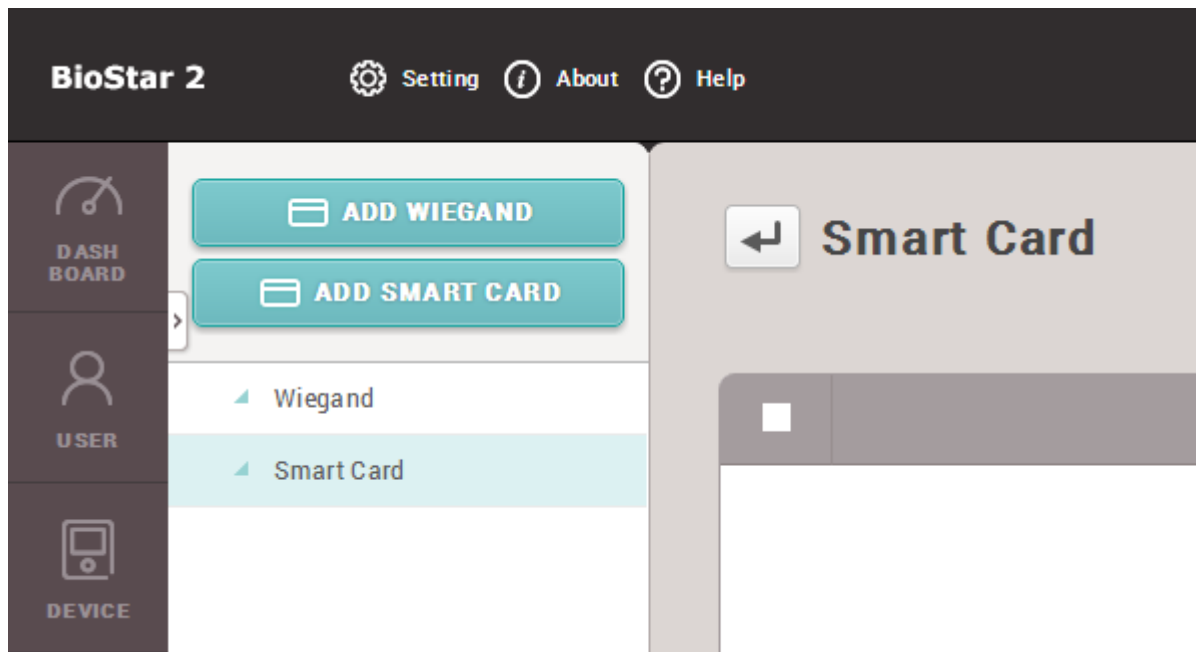 BioStar 2
Setting
About
Help
DASH
BOARD
USER
DEVICE
ADD WIEGAND
ADD SMART CARD
Wiegand
Smart Card
Smart Card